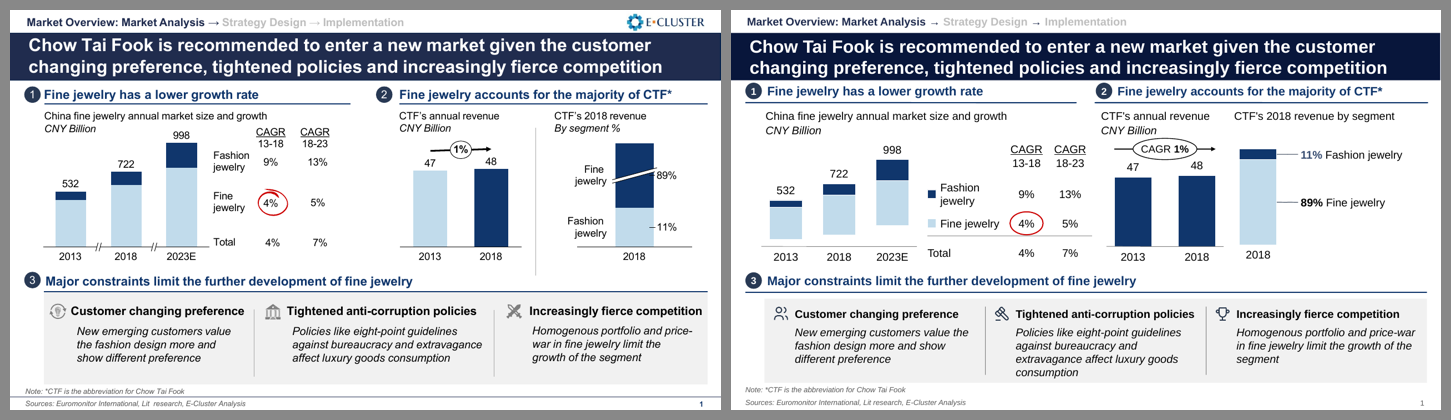 Market Overview: Market Analysis → Strategy Design → Implementation
E•CLUSTER
Chow Tai Fook is recommended to enter a new market given the customer
changing preference, tightened policies and increasingly fierce competition
1 Fine jewelry has a lower growth rate
China fine jewelry annual market size and growth
CNY Billion
532
722
998
2013
2018
2023E
CAGR 13-18
CAGR 18-23
Fashion jewelry 9% 13%
Fine jewelry 4% 5%
Total 4% 7%
2 Fine jewelry accounts for the majority of CTF*
CTF's annual revenue
CNY Billion
1%
47
48
2013
2018
CTF's 2018 revenue
By segment %
Fine jewelry
89%
Fashion jewelry
11%
2018
3 Major constraints limit the further development of fine jewelry
Customer changing preference
New emerging customers value
the fashion design more and
show different preference
Tightened anti-corruption policies
Policies like eight-point guidelines
against bureaucracy and extravagance
affect luxury goods consumption
Increasingly fierce competition
Homogenous portfolio and price-
war in fine jewelry limit the
growth of the segment
Note: *CTF is the abbreviation for Chow Tai Fook
Sources: Euromonitor International, Lit research, E-Cluster Analysis
1
Market Overview: Market Analysis → Strategy Design → Implementation
Chow Tai Fook is recommended to enter a new market given the customer
changing preference, tightened policies and increasingly fierce competition
1 Fine jewelry has a lower growth rate
China fine jewelry annual market size and growth
CNY Billion
532
722
998
2013
2018
2023E
CAGR 13-18
CAGR 18-23
Fashion jewelry 9% 13%
Fine jewelry 4% 5%
Total 4% 7%
2 Fine jewelry accounts for the majority of CTF*
CTF's annual revenue
CNY Billion
CAGR 1%
47
48
2013
2018
CTF's 2018 revenue by segment
11% Fashion jewelry
89% Fine jewelry
2018
3 Major constraints limit the further development of fine jewelry
Customer changing preference
New emerging customers value the
fashion design more and show
different preference
Tightened anti-corruption policies
Policies like eight-point guidelines
against bureaucracy and
extravagance affect luxury goods
consumption
Increasingly fierce competition
Homogenous portfolio and price-war
in fine jewelry limit the growth of the
segment
Note: *CTF is the abbreviation for Chow Tai Fook
Sources: Euromonitor International, Lit research, E-Cluster Analysis
1